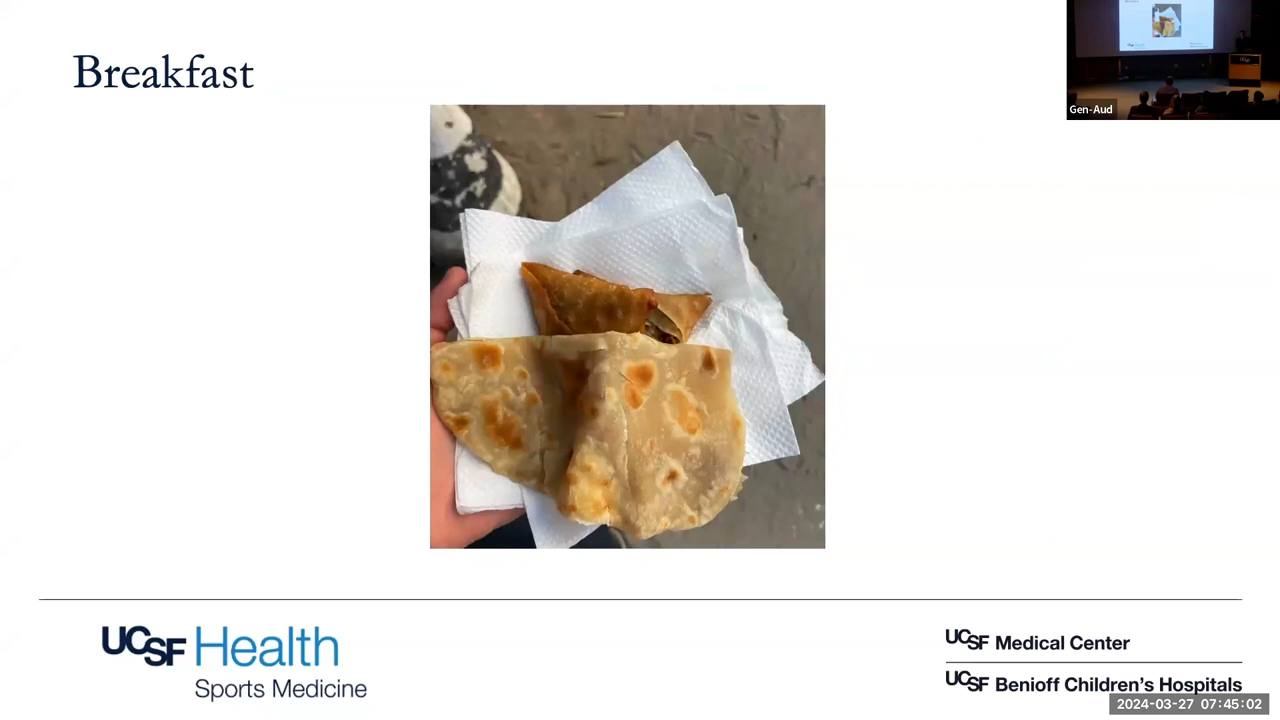 Breakfast
Gen-Aud
UCSF Health
Sports Medicine
UCSF Medical Center
UCSF Benioff Children's Hospitals
2024-03-27 07:45:02